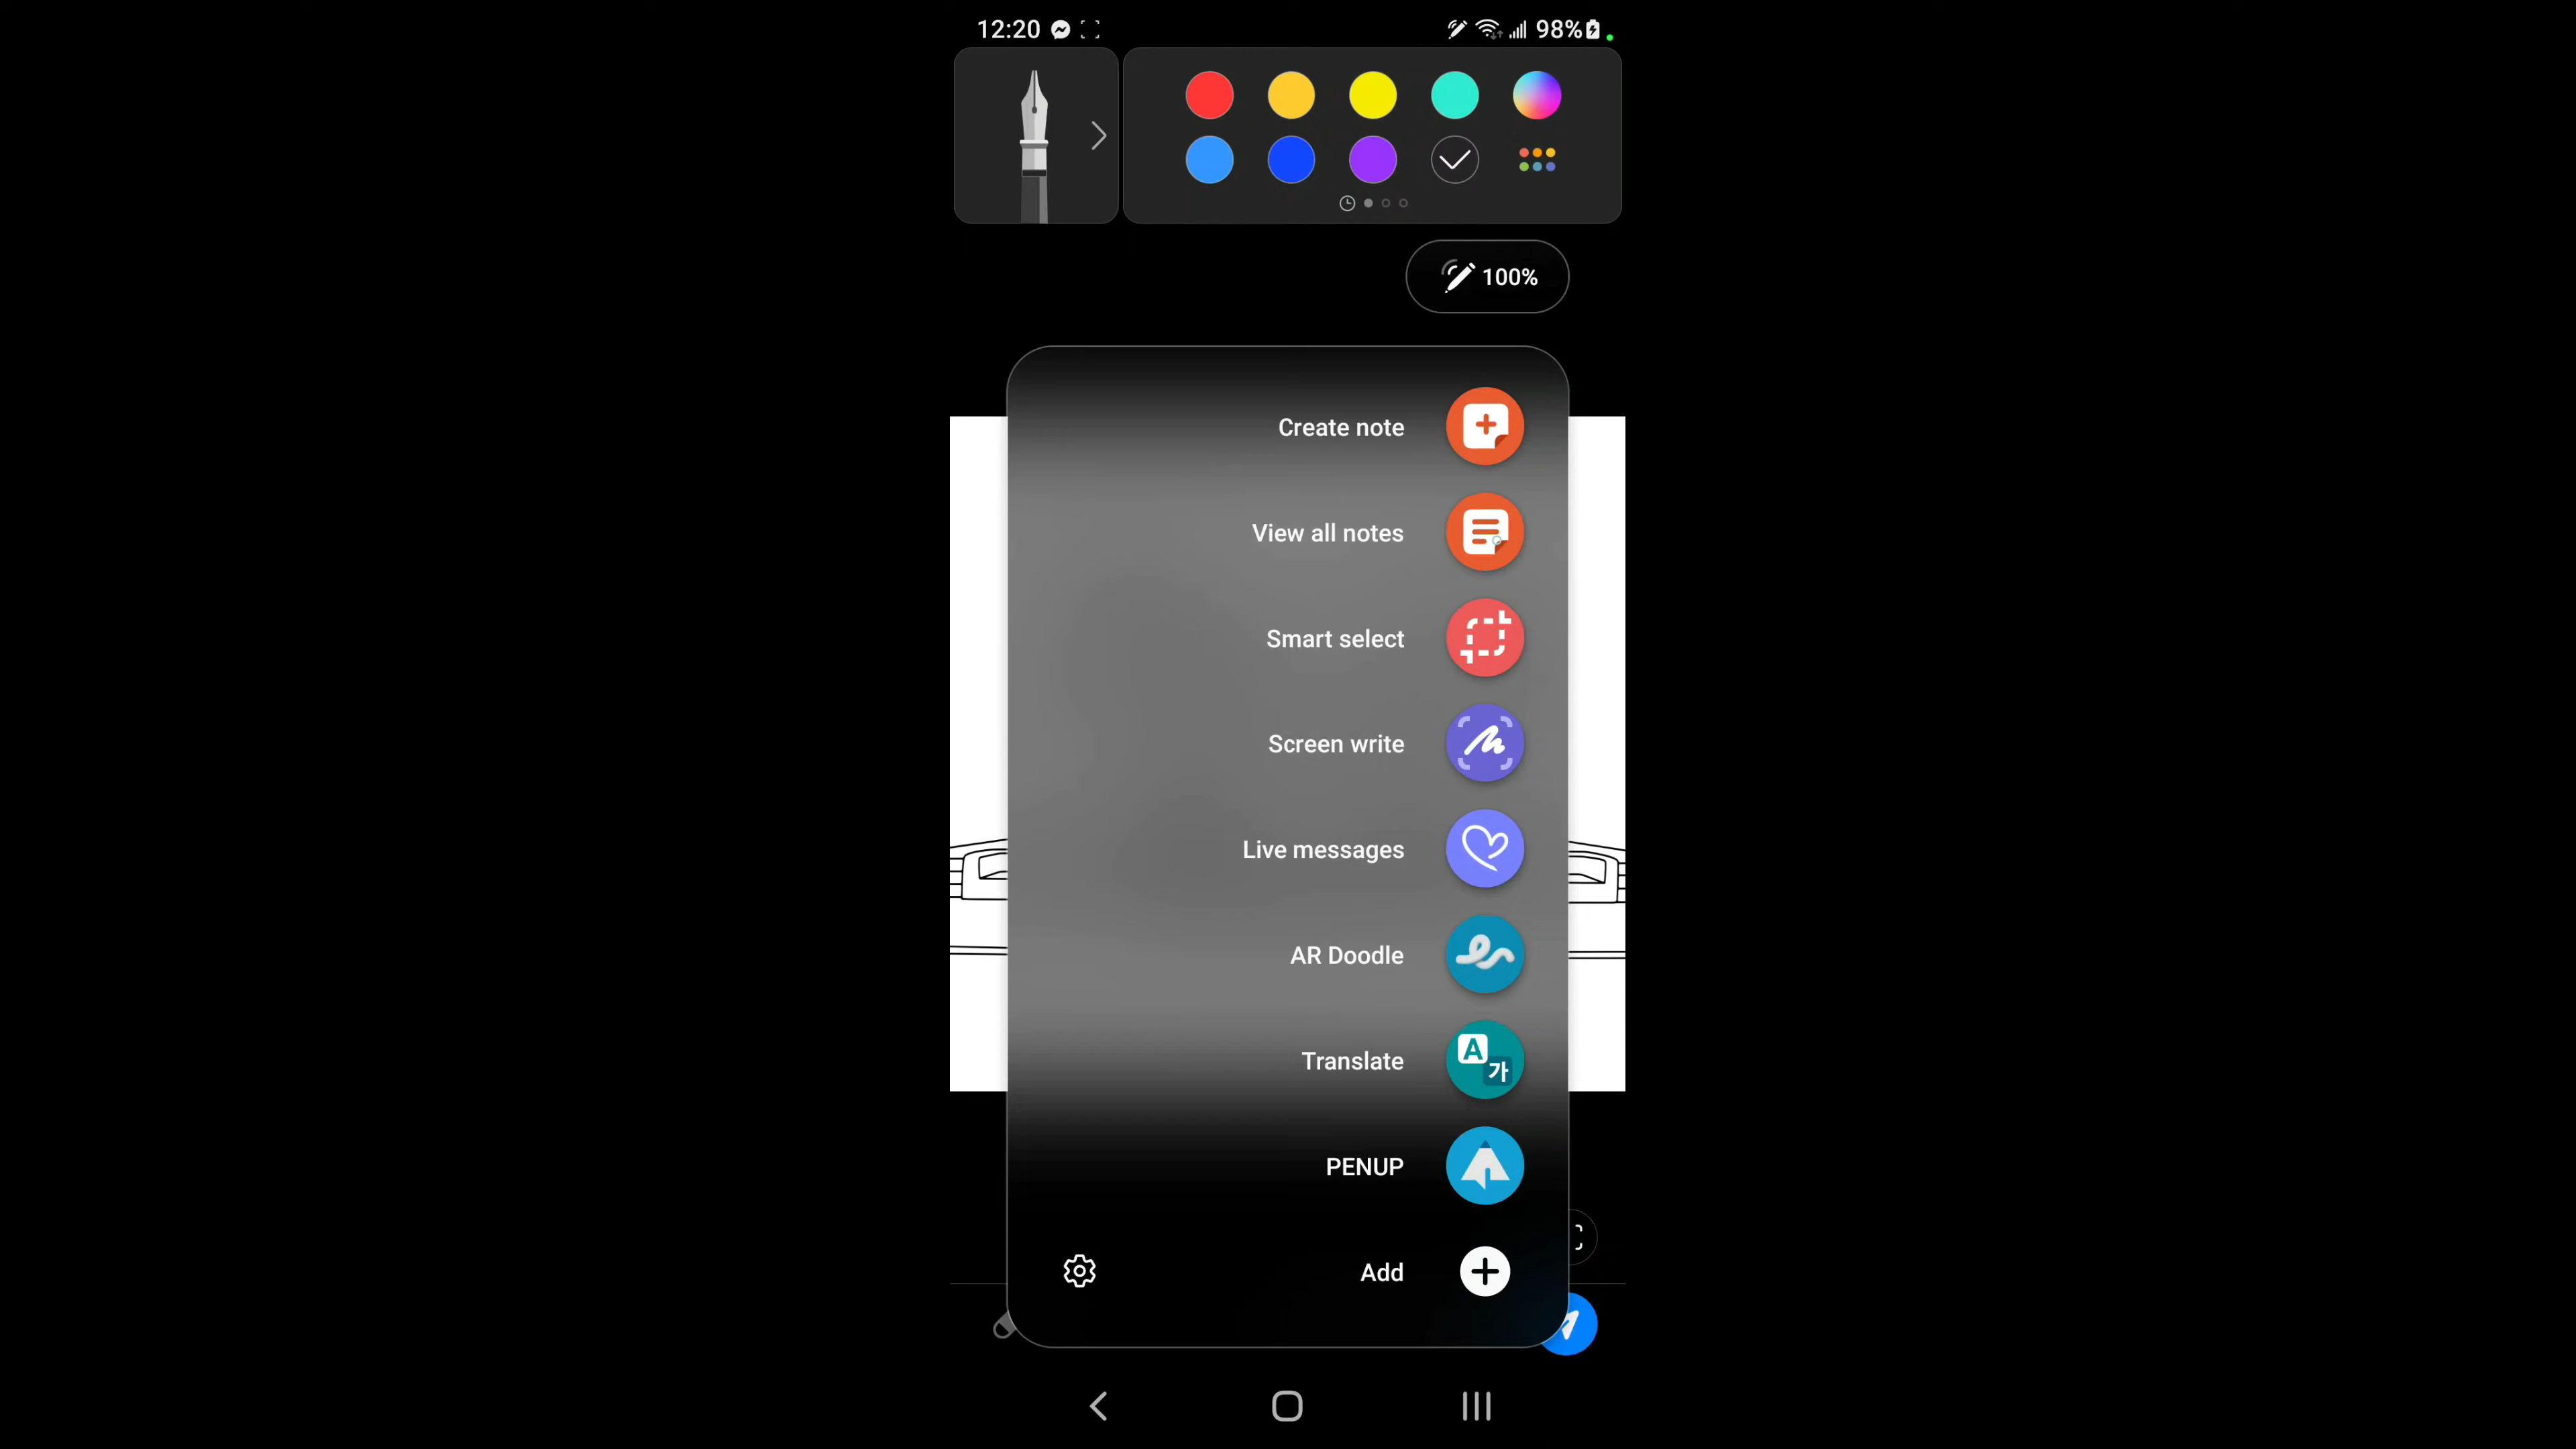 12:20
98%
100%
Create note
View all notes
Smart select
Screen write
Live messages
AR Doodle
Translate
A
가
PENUP
Add